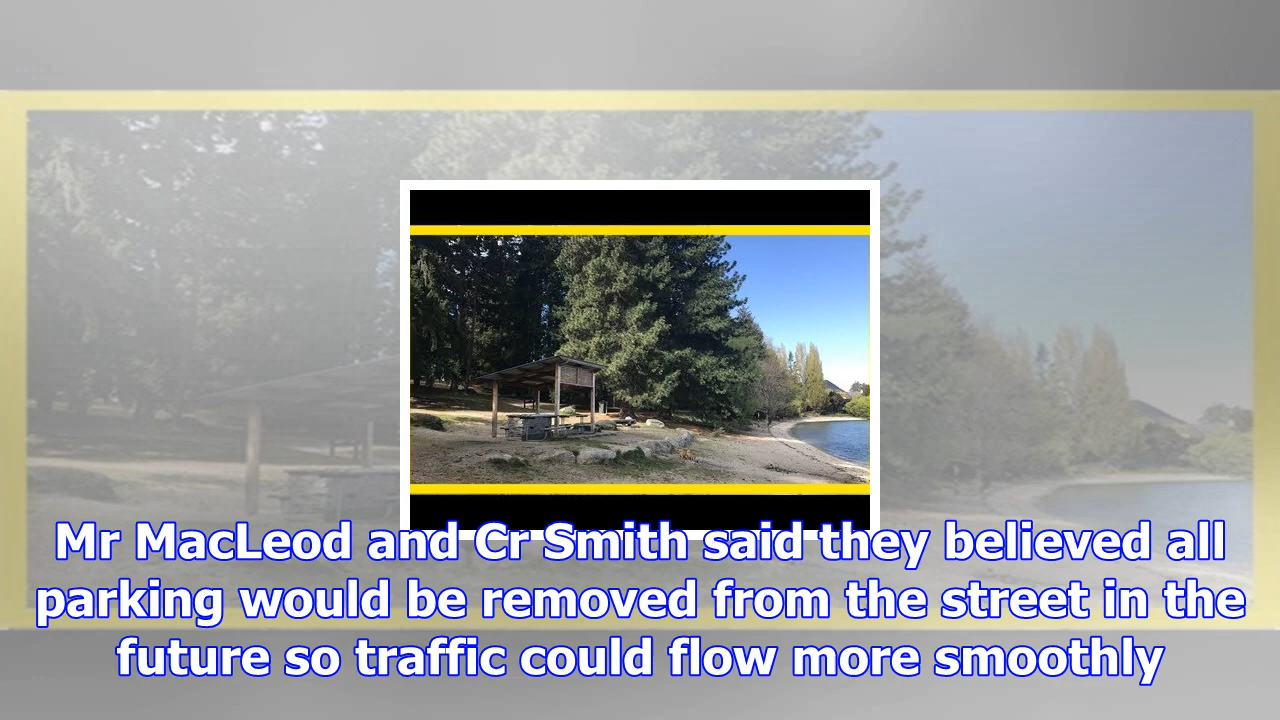 Mr MacLeod and Cr Smith said they believed all
parking would be removed from the street in the
future so traffic could flow more smoothly